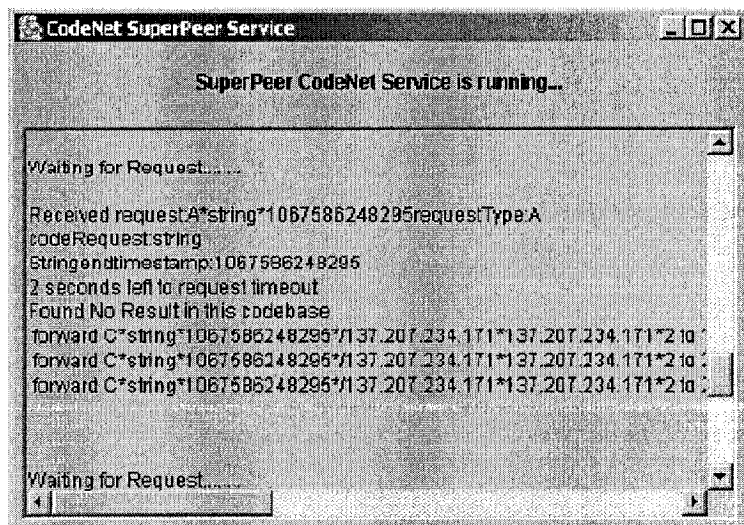 CodeNet SuperPeer Service
SuperPeer CodeNet Service is running...
Waiting for Request.......
Received request:A*string*1067586248295requestType:A
codeRequest:string
Stringendtimestamp:1067586248295
2 seconds left to request timeout
Found No Result in this codebase
forward C*string*1067586248295*/137.207.234.171*137.207.234.171*2 to
forward C*string*1067586248295*/137.207.234.171*137.207.234.171*2 to
forward C*string*1067586248295*/137.207.234.171*137.207.234.171*2 to
Waiting for Request.......